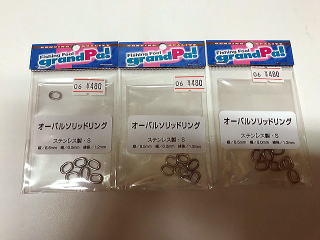 Fishing Fool
grandPa!
06 ¥480
オーバルソリッドリング
ステンレス製・S
Fishing Fool
grandPa!
06 ¥480
オーバルソリッドリング
ステンレス製・S
Fishing Fool
grandPa!
06 ¥480
オーバルソリッドリング
ステンレス製・S